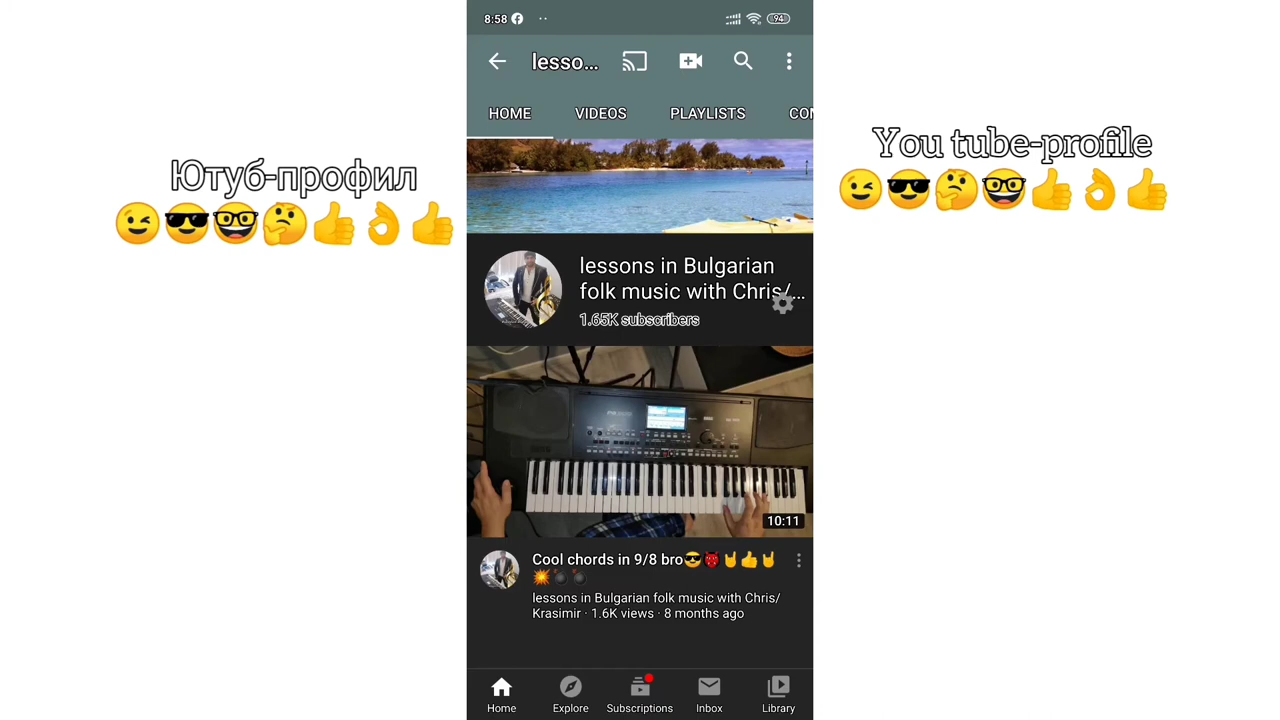 8:58
94
lesso...
HOME VIDEOS PLAYLISTS COM
Ютуб-профил
😉😎🤓🤔👍👌👍
You tube-profile
😉😎🤔🤓👍👌👍
lessons in Bulgarian
folk music with Chris/...
1.65K subscribers
10:11
Cool chords in 9/8 bro😎👹🤘👍🤘
💥💣💣
lessons in Bulgarian folk music with Chris/
Krasimir · 1.6K views · 8 months ago
Home Explore Subscriptions Inbox Library